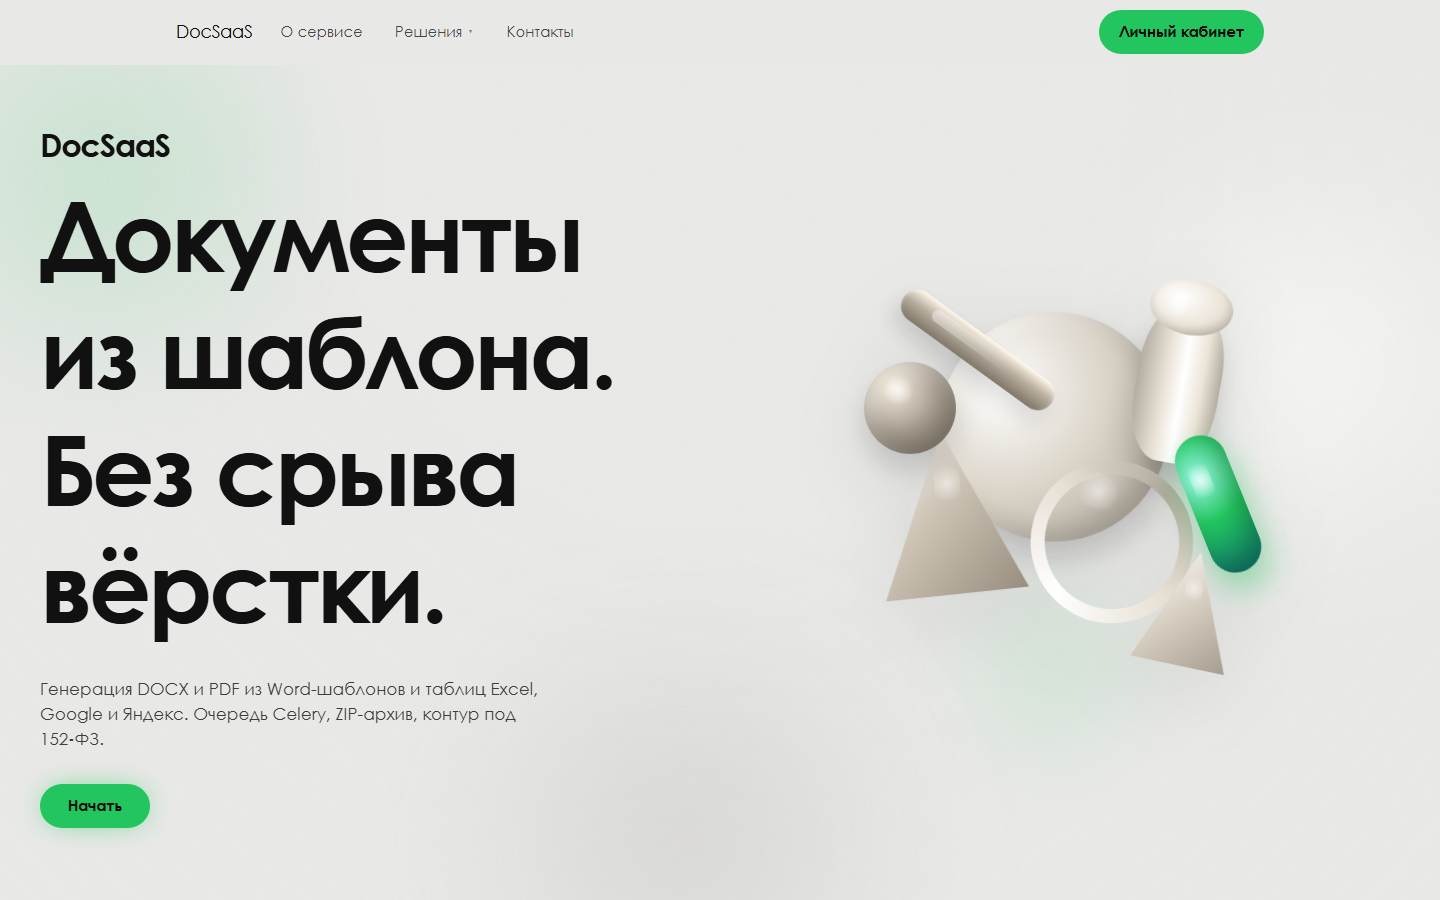 DocSaaS О сервисе Решения Контакты Личный кабинет
DocSaaS
Документы
из шаблона.
Без срыва
вёрстки.
Генерация DOCX и PDF из Word-шаблонов и таблиц Excel,
Google и Яндекс. Очередь Celery, ZIP-архив, контур под
152-ФЗ.
Начать